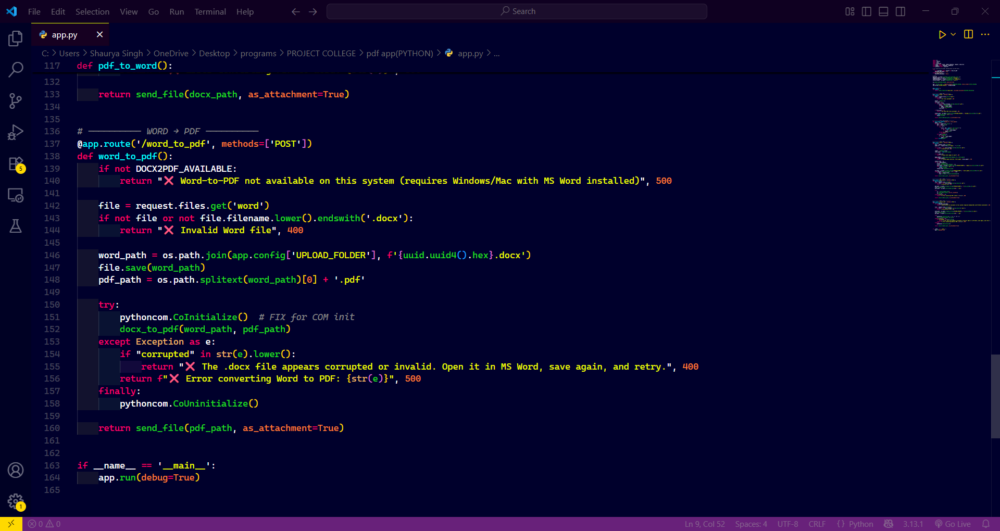 File Edit Selection View Go Run Terminal Help
Search
app.py
C: > Users > Shaurya Singh > OneDrive > Desktop > programs > PROJECT COLLEGE > pdf app(PYTHON) > app.py > ...
117 def pdf_to_word():
132
133 return send_file(docx_path, as_attachment=True)
134
135
136 # ────────── WORD → PDF ──────────
137 @app.route('/word_to_pdf', methods=['POST'])
138 def word_to_pdf():
139 if not DOCX2PDF_AVAILABLE:
140 return "❌ Word-to-PDF not available on this system (requires Windows/Mac with MS Word installed)", 500
141
142 file = request.files.get('word')
143 if not file or not file.filename.lower().endswith('.docx'):
144 return "❌ Invalid Word file", 400
145
146 word_path = os.path.join(app.config['UPLOAD_FOLDER'], f'{uuid.uuid4().hex}.docx')
147 file.save(word_path)
148 pdf_path = os.path.splitext(word_path)[0] + '.pdf'
149
150 try:
151 pythoncom.CoInitialize()  # FIX for COM init
152 docx_to_pdf(word_path, pdf_path)
153 except Exception as e:
154 if "corrupted" in str(e).lower():
155 return "❌ The .docx file appears corrupted or invalid. Open it in MS Word, save again, and retry.", 400
156 return f"❌ Error converting Word to PDF: {str(e)}", 500
157 finally:
158 pythoncom.CoUninitialize()
159
160 return send_file(pdf_path, as_attachment=True)
161
162
163 if __name__ == '__main__':
164 app.run(debug=True)
165
5
1
0 0 Ln 9, Col 52 Spaces: 4 UTF-8 CRLF {} Python 3.13.1 Go Live